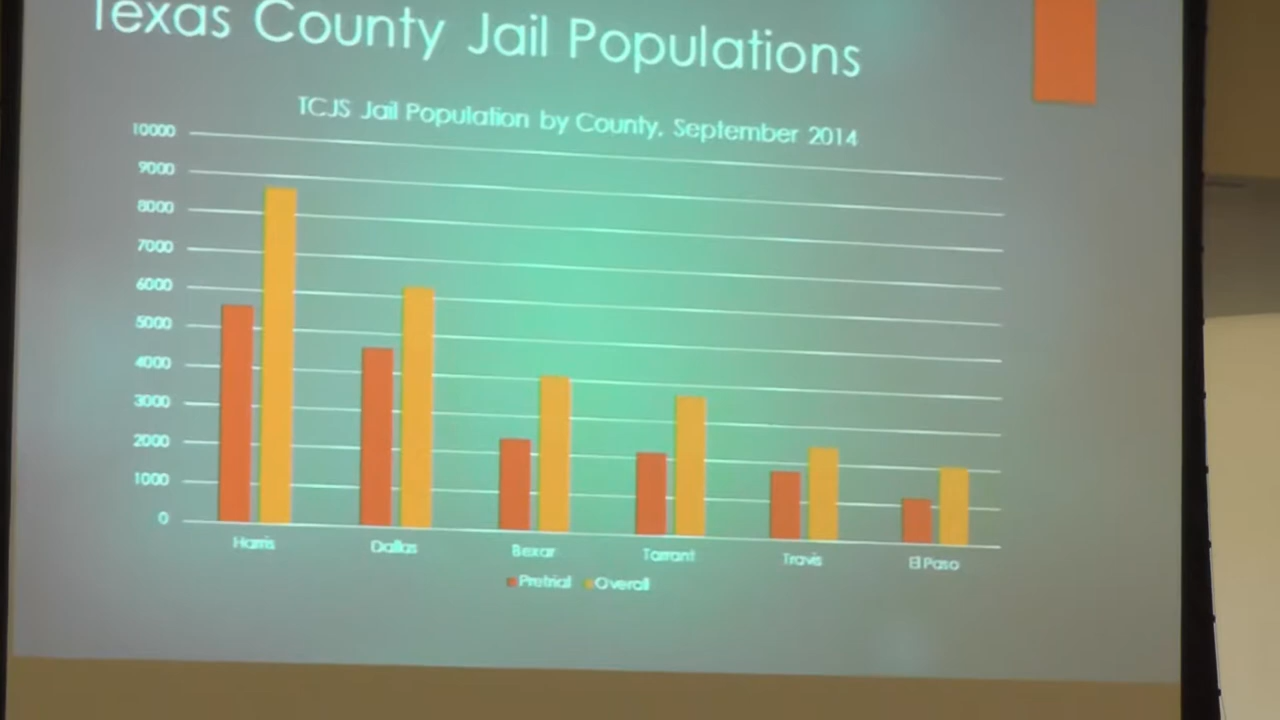 Texas County Jail Populations
TCJS Jail Population by County, September 2014
10000
9000
8000
7000
6000
5000
4000
3000
2000
1000
0
Harris Dallas Bexar Tarrant Travis El Paso
Pretrial Overall